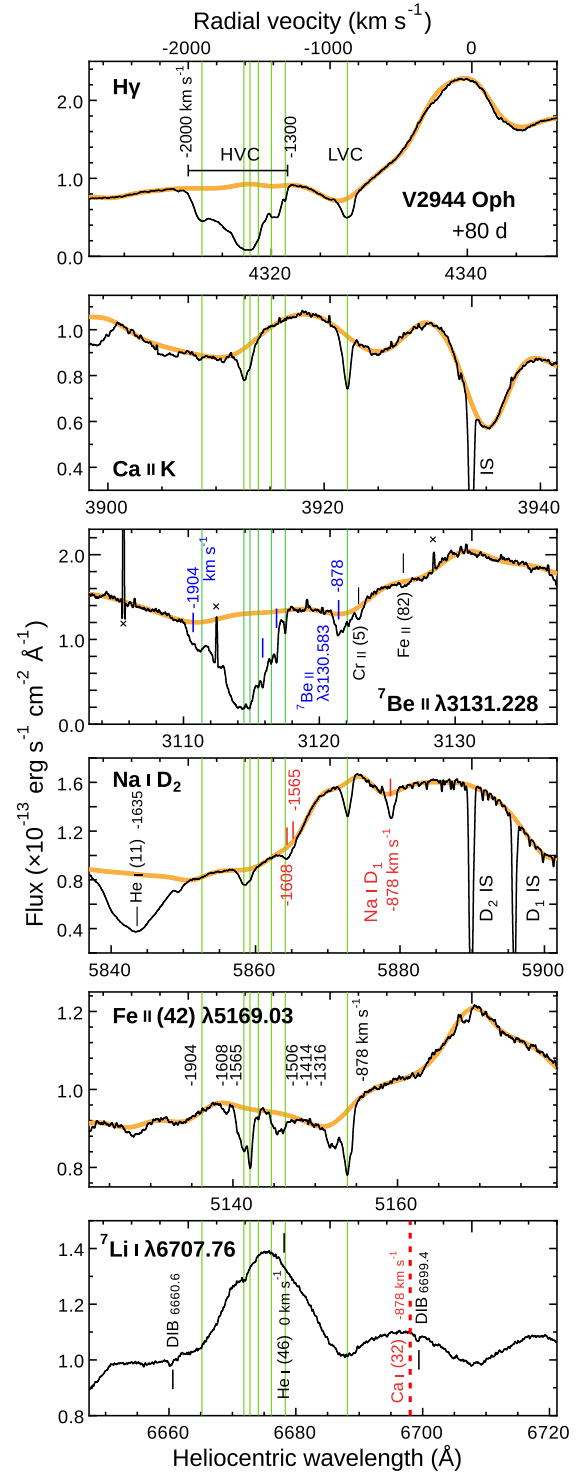 Radial veocity (km s-1)
-2000 -1000 0
Hγ
-2000 km s-1
HVC
-1300
LVC
V2944 Oph
+80 d
2.0
1.0
0.0
4320 4340
Ca II K
IS
1.0
0.8
0.6
0.4
3900 3920 3940
-1904 km s-1
×
×
×
7Be II λ3130.583
-878
Cr II (5)
Fe II (82)
7Be II λ3131.228
2.0
1.0
0.0
3110 3120 3130
Flux (×10-13 erg s-1 cm-2 Å-1)
Na I D2
He I (11) -1635
-1608
-1565
Na I D1
-878 km s-1
D2 IS
D1 IS
1.6
1.2
0.8
0.4
5840 5860 5880 5900
Fe II (42) λ5169.03
-1904
-1608
-1565
-1506
-1414
-1316
-878 km s-1
1.2
1.0
0.8
5140 5160
7Li I λ6707.76
DIB 6660.6
He I (46) 0 km s-1
Ca I (32) -878 km s-1
DIB 6699.4
1.4
1.2
1.0
0.8
6660 6680 6700 6720
Heliocentric wavelength (Å)